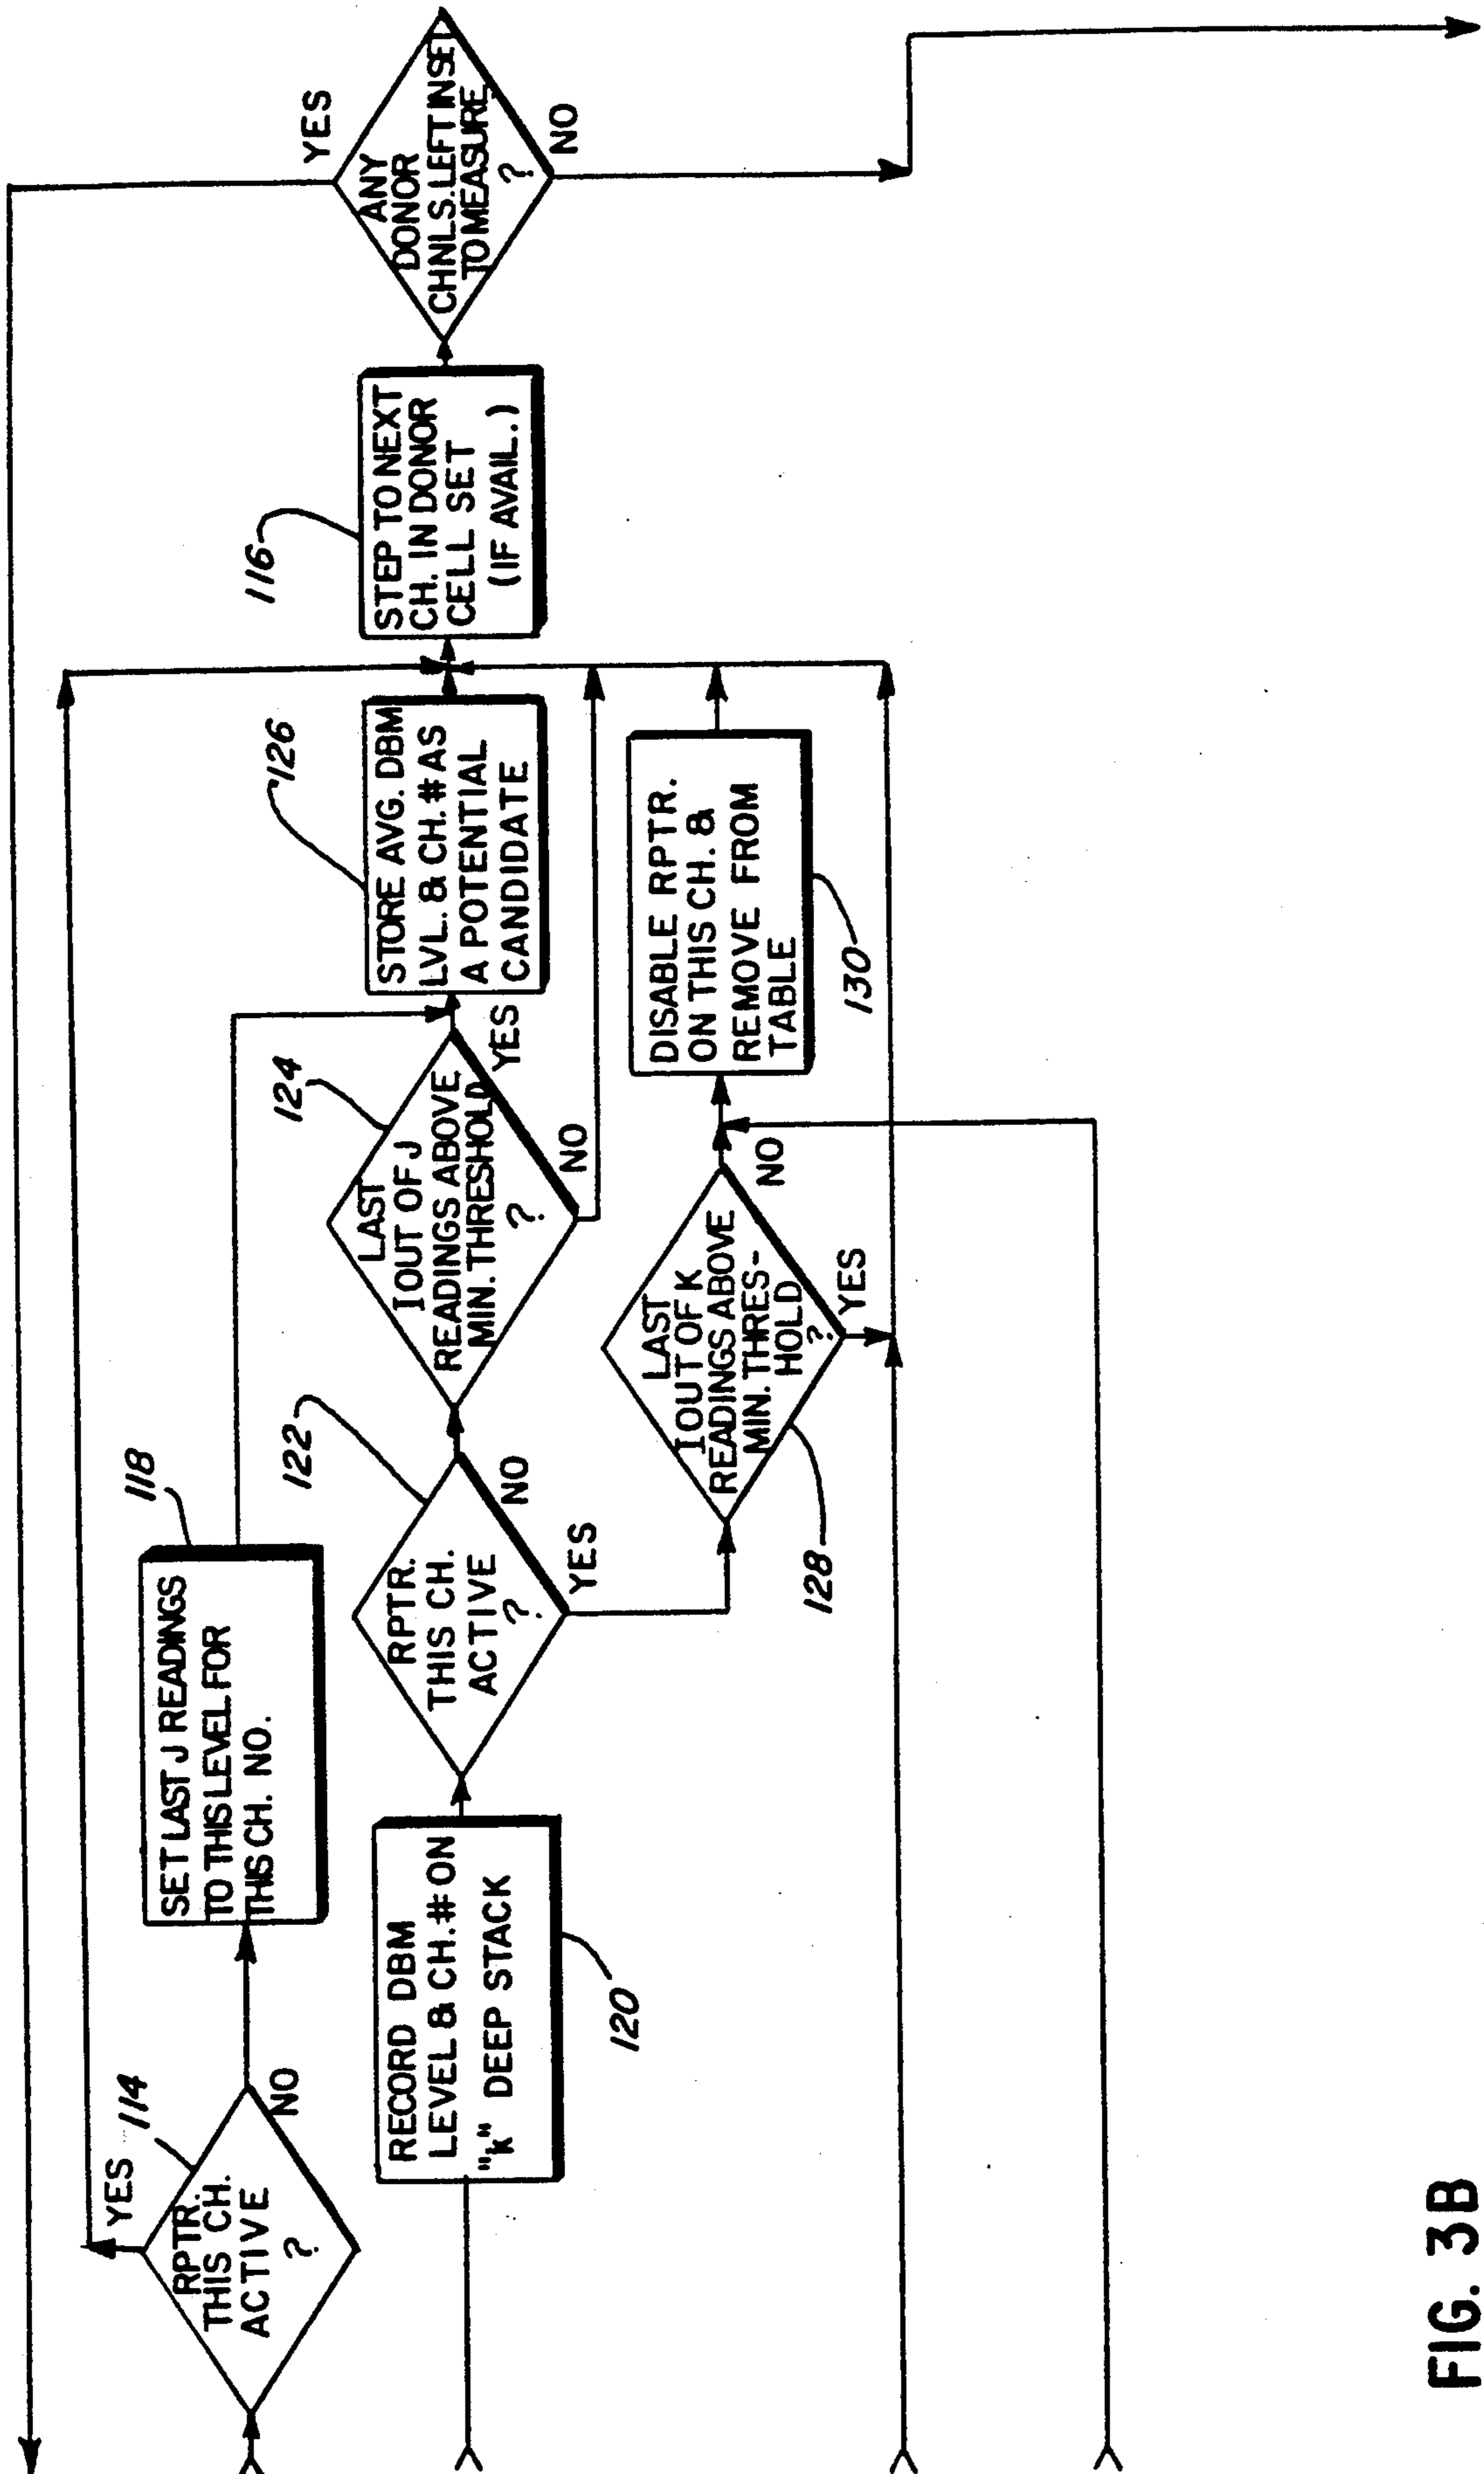 114
YES
RPTR.
THIS CH.
ACTIVE
?
NO
118
SET LAST J READINGS
TO THIS LEVEL FOR
THIS CH. NO.
RECORD DBM
LEVEL & CH.# ON
"K" DEEP STACK
120
122
RPTR.
THIS CH.
ACTIVE
?
NO
YES
124
LAST
I OUT OF J
READINGS ABOVE
MIN. THRESHOLD
?
YES
NO
126
STORE AVG. DBM
LVL. & CH. # AS
A POTENTIAL
CANDIDATE
LAST
I OUT OF K
READINGS ABOVE
MIN. THRES-
HOLD
?
NO
YES
128
DISABLE RPTR.
ON THIS CH. &
REMOVE FROM
TABLE
130
116
STEP TO NEXT
CH. IN DONOR
CELL SET
(IF AVAIL.)
YES
ANY
DONOR
CHNLS. LEFT IN SET
TO MEASURE
?
NO
FIG. 3B